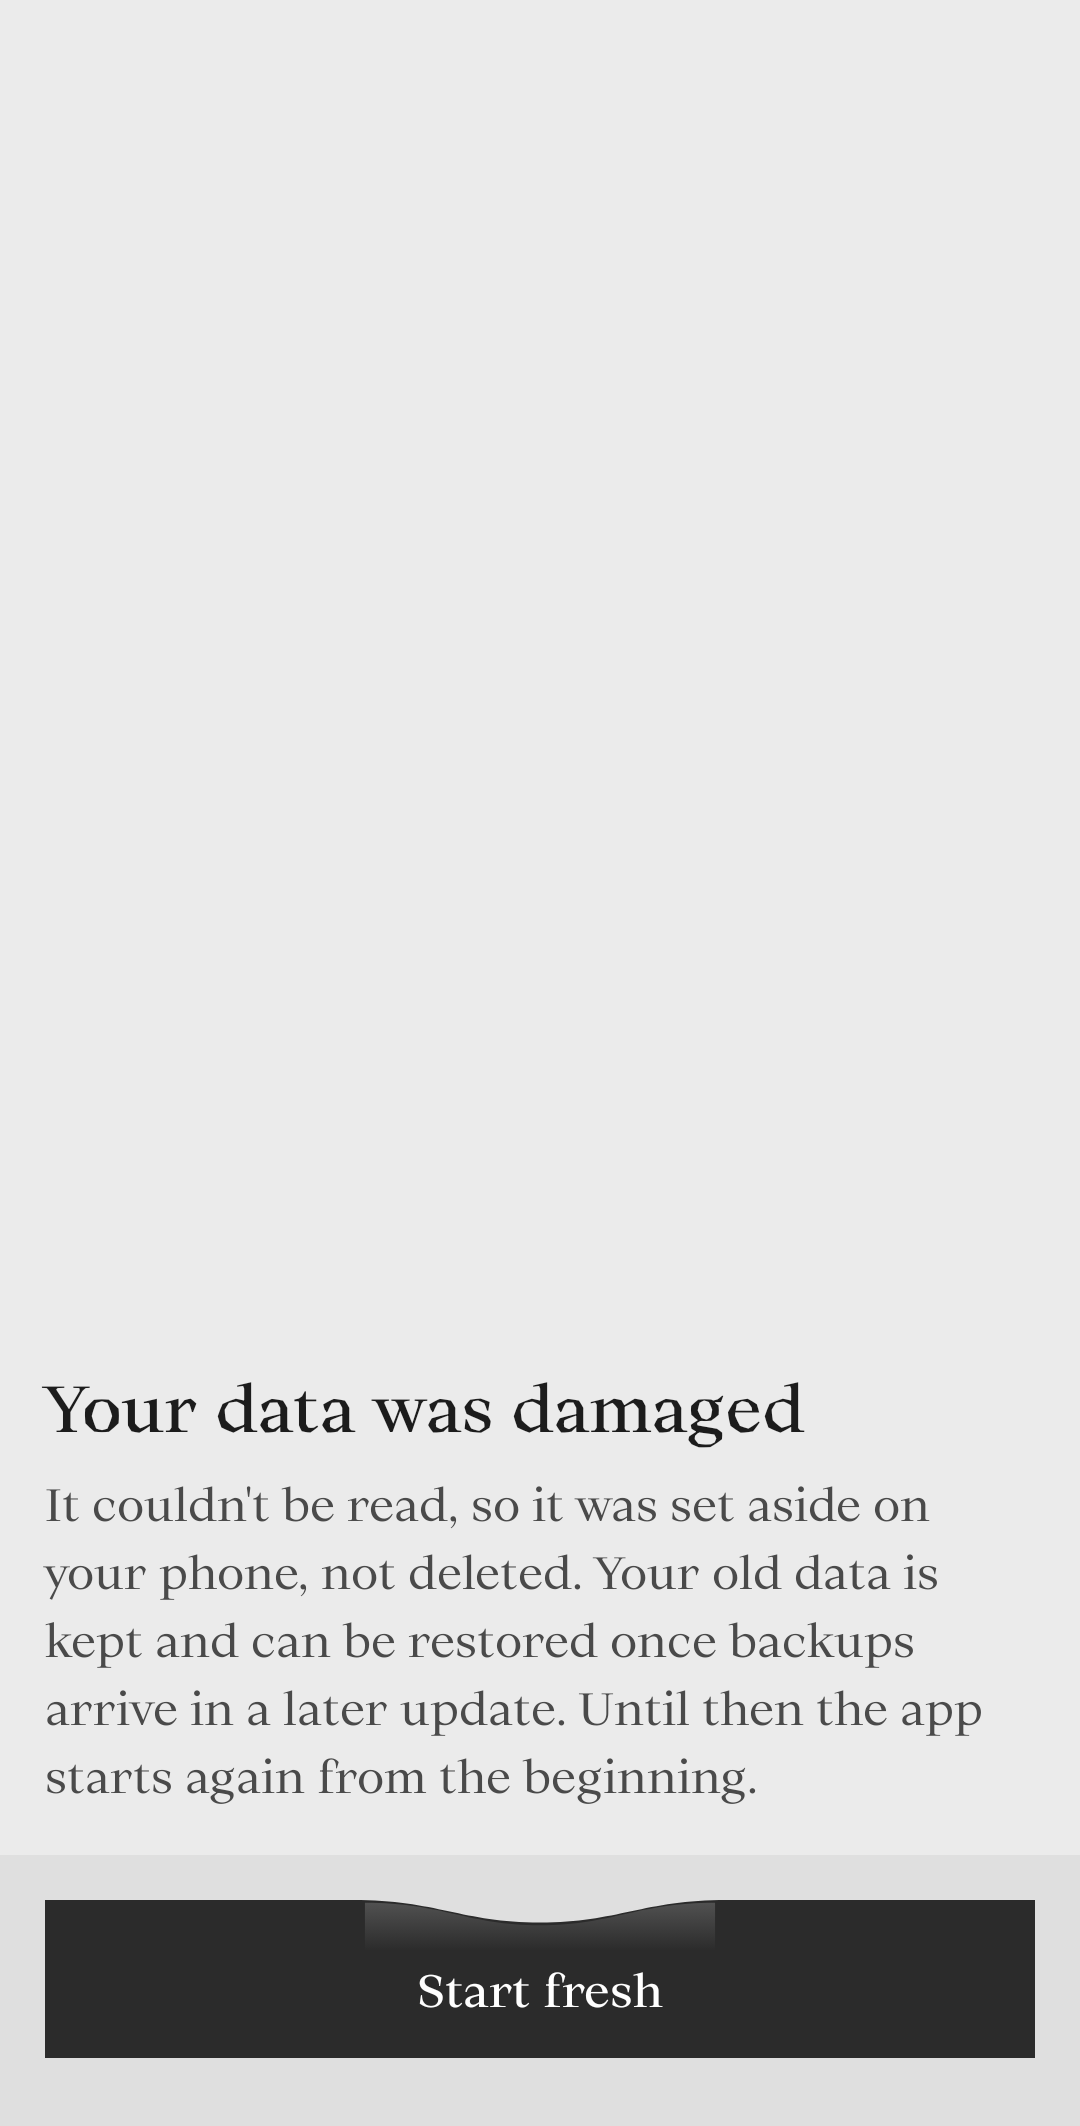 Your data was damaged
It couldn't be read, so it was set aside on
your phone, not deleted. Your old data is
kept and can be restored once backups
arrive in a later update. Until then the app
starts again from the beginning.
Start fresh